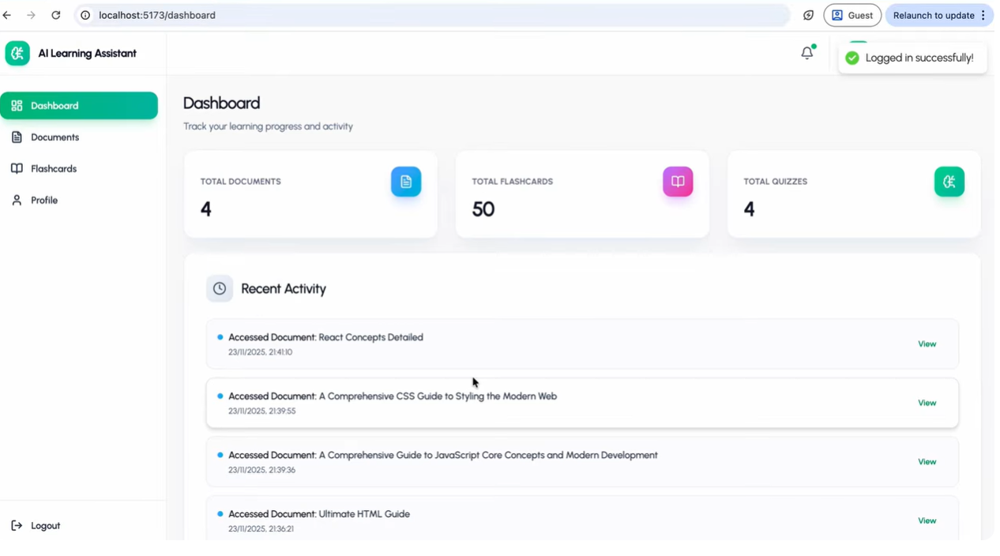 localhost:5173/dashboard
Guest
Relaunch to update
AI Learning Assistant
Logged in successfully!
Dashboard
Documents
Flashcards
Profile
Logout
Dashboard
Track your learning progress and activity
TOTAL DOCUMENTS
4
TOTAL FLASHCARDS
50
TOTAL QUIZZES
4
Recent Activity
Accessed Document: React Concepts Detailed
23/11/2025, 21:41:10
View
Accessed Document: A Comprehensive CSS Guide to Styling the Modern Web
23/11/2025, 21:39:55
View
Accessed Document: A Comprehensive Guide to JavaScript Core Concepts and Modern Development
23/11/2025, 21:39:36
View
Accessed Document: Ultimate HTML Guide
23/11/2025, 21:36:21
View